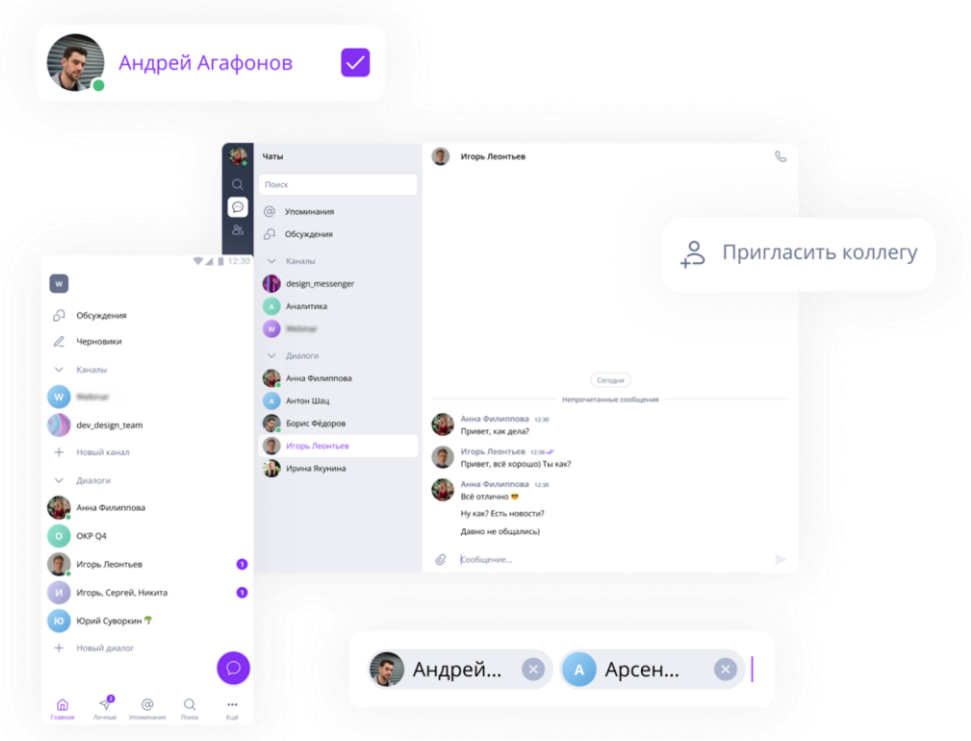 Андрей Агафонов
Чаты
Поиск
Упоминания
Обсуждения
Каналы
design_messenger
А Аналитика
W
Диалоги
Анна Филиппова
А Антон Шац
Борис Фёдоров
Игорь Леонтьев
Ирина Якунина
Игорь Леонтьев
Сегодня
Непрочитанные сообщения
Анна Филиппова 12:38
Привет, как дела?
Игорь Леонтьев 12:38
Привет, всё хорошо) Ты как?
Анна Филиппова 12:38
Всё отлично 😎
Ну как? Есть новости?
Давно не общались)
Сообщение...
Пригласить коллегу
12:30
W
Обсуждения
Черновики
Каналы
W
dev_design_team
Новый канал
Диалоги
Анна Филиппова
О ОКР Q4
Игорь Леонтьев 1
И Игорь, Сергей, Никита 1
Ю Юрий Суворкин 🌴
Новый диалог
2
Главная Личные Упоминания Поиск Ещё
Андрей... А Арсен...